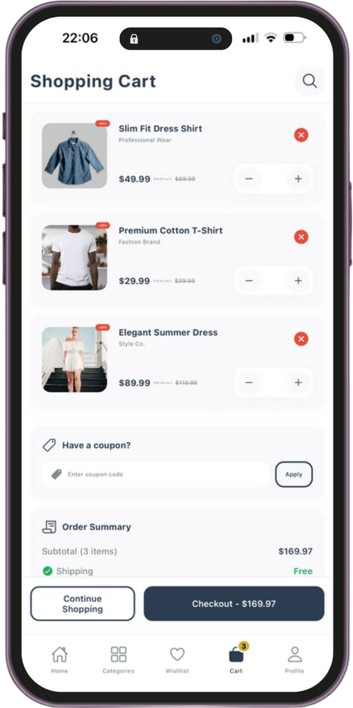 22:06
Shopping Cart
Slim Fit Dress Shirt
Professional Wear
$49.99 $69.99
Premium Cotton T-Shirt
Fashion Brand
$29.99 $39.99
Elegant Summer Dress
Style Co.
$89.99 $119.99
Have a coupon?
Enter coupon code
Apply
Order Summary
Subtotal (3 items) $169.97
Shipping Free
Continue
Shopping
Checkout - $169.97
3
Home Categories Wishlist Cart Profile